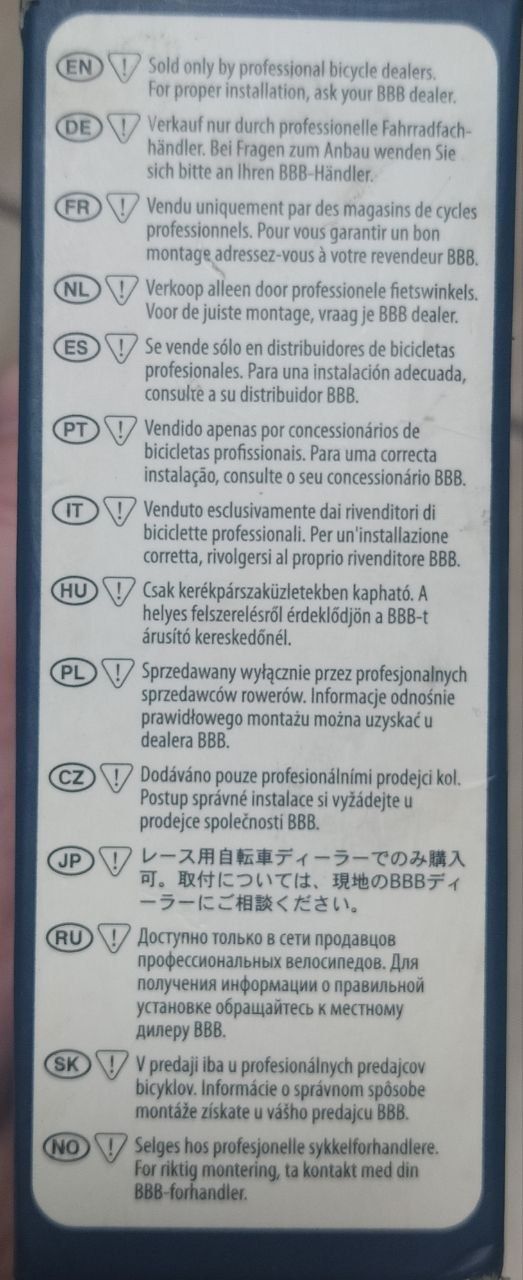 EN ! Sold only by professional bicycle dealers.
For proper installation, ask your BBB dealer.
DE ! Verkauf nur durch professionelle Fahrradfach-
händler. Bei Fragen zum Anbau wenden Sie
sich bitte an Ihren BBB-Händler.
FR ! Vendu uniquement par des magasins de cycles
professionnels. Pour vous garantir un bon
montage adressez-vous à votre revendeur BBB.
NL ! Verkoop alleen door professionele fietswinkels.
Voor de juiste montage, vraag je BBB dealer.
ES ! Se vende sólo en distribuidores de bicicletas
profesionales. Para una instalación adecuada,
consulte a su distribuidor BBB.
PT ! Vendido apenas por concessionários de
bicicletas profissionais. Para uma correcta
instalação, consulte o seu concessionário BBB.
IT ! Venduto esclusivamente dai rivenditori di
biciclette professionali. Per un'installazione
corretta, rivolgersi al proprio rivenditore BBB.
HU ! Csak kerékpárszaküzletekben kapható. A
helyes felszerelésről érdeklődjön a BBB-t
árusító kereskedőnél.
PL ! Sprzedawany wyłącznie przez profesjonalnych
sprzedawców rowerów. Informacje odnośnie
prawidłowego montażu można uzyskać u
dealera BBB.
CZ ! Dodáváno pouze profesionálními prodejci kol.
Postup správné instalace si vyžádejte u
prodejce společnosti BBB.
JP ! レース用自転車ディーラーでのみ購入
可。取付については、現地のBBBディ
ーラーにご相談ください。
RU ! Доступно только в сети продавцов
профессиональных велосипедов. Для
получения информации о правильной
установке обращайтесь к местному
дилеру BBB.
SK ! V predaji iba u profesionálnych predajcov
bicyklov. Informácie o správnom spôsobe
montáže získate u vášho predajcu BBB.
NO ! Selges hos profesjonelle sykkelforhandlere.
For riktig montering, ta kontakt med din
BBB-forhandler.